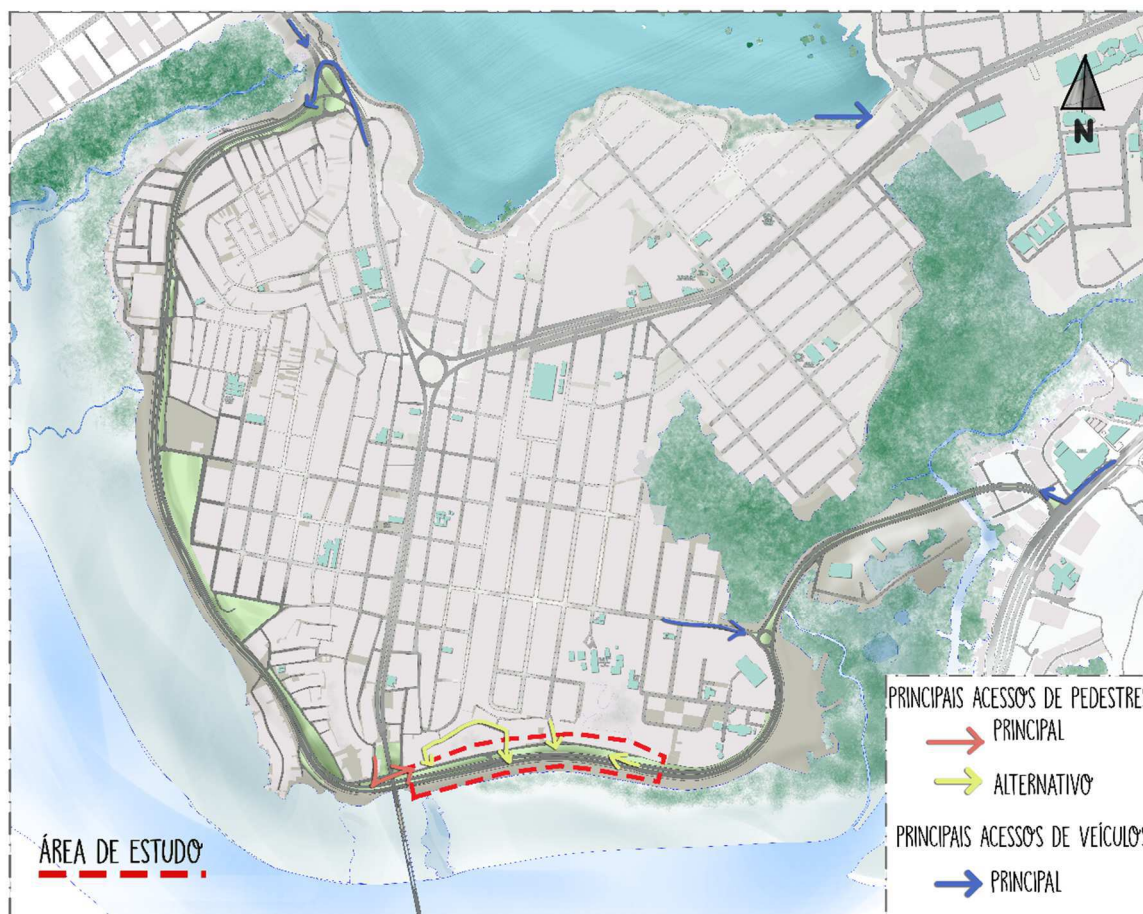 N
PRINCIPAIS ACESSOS DE PEDESTRE
PRINCIPAL
ALTERNATIVO
PRINCIPAIS ACESSOS DE VEÍCULOS
PRINCIPAL
ÁREA DE ESTUDO